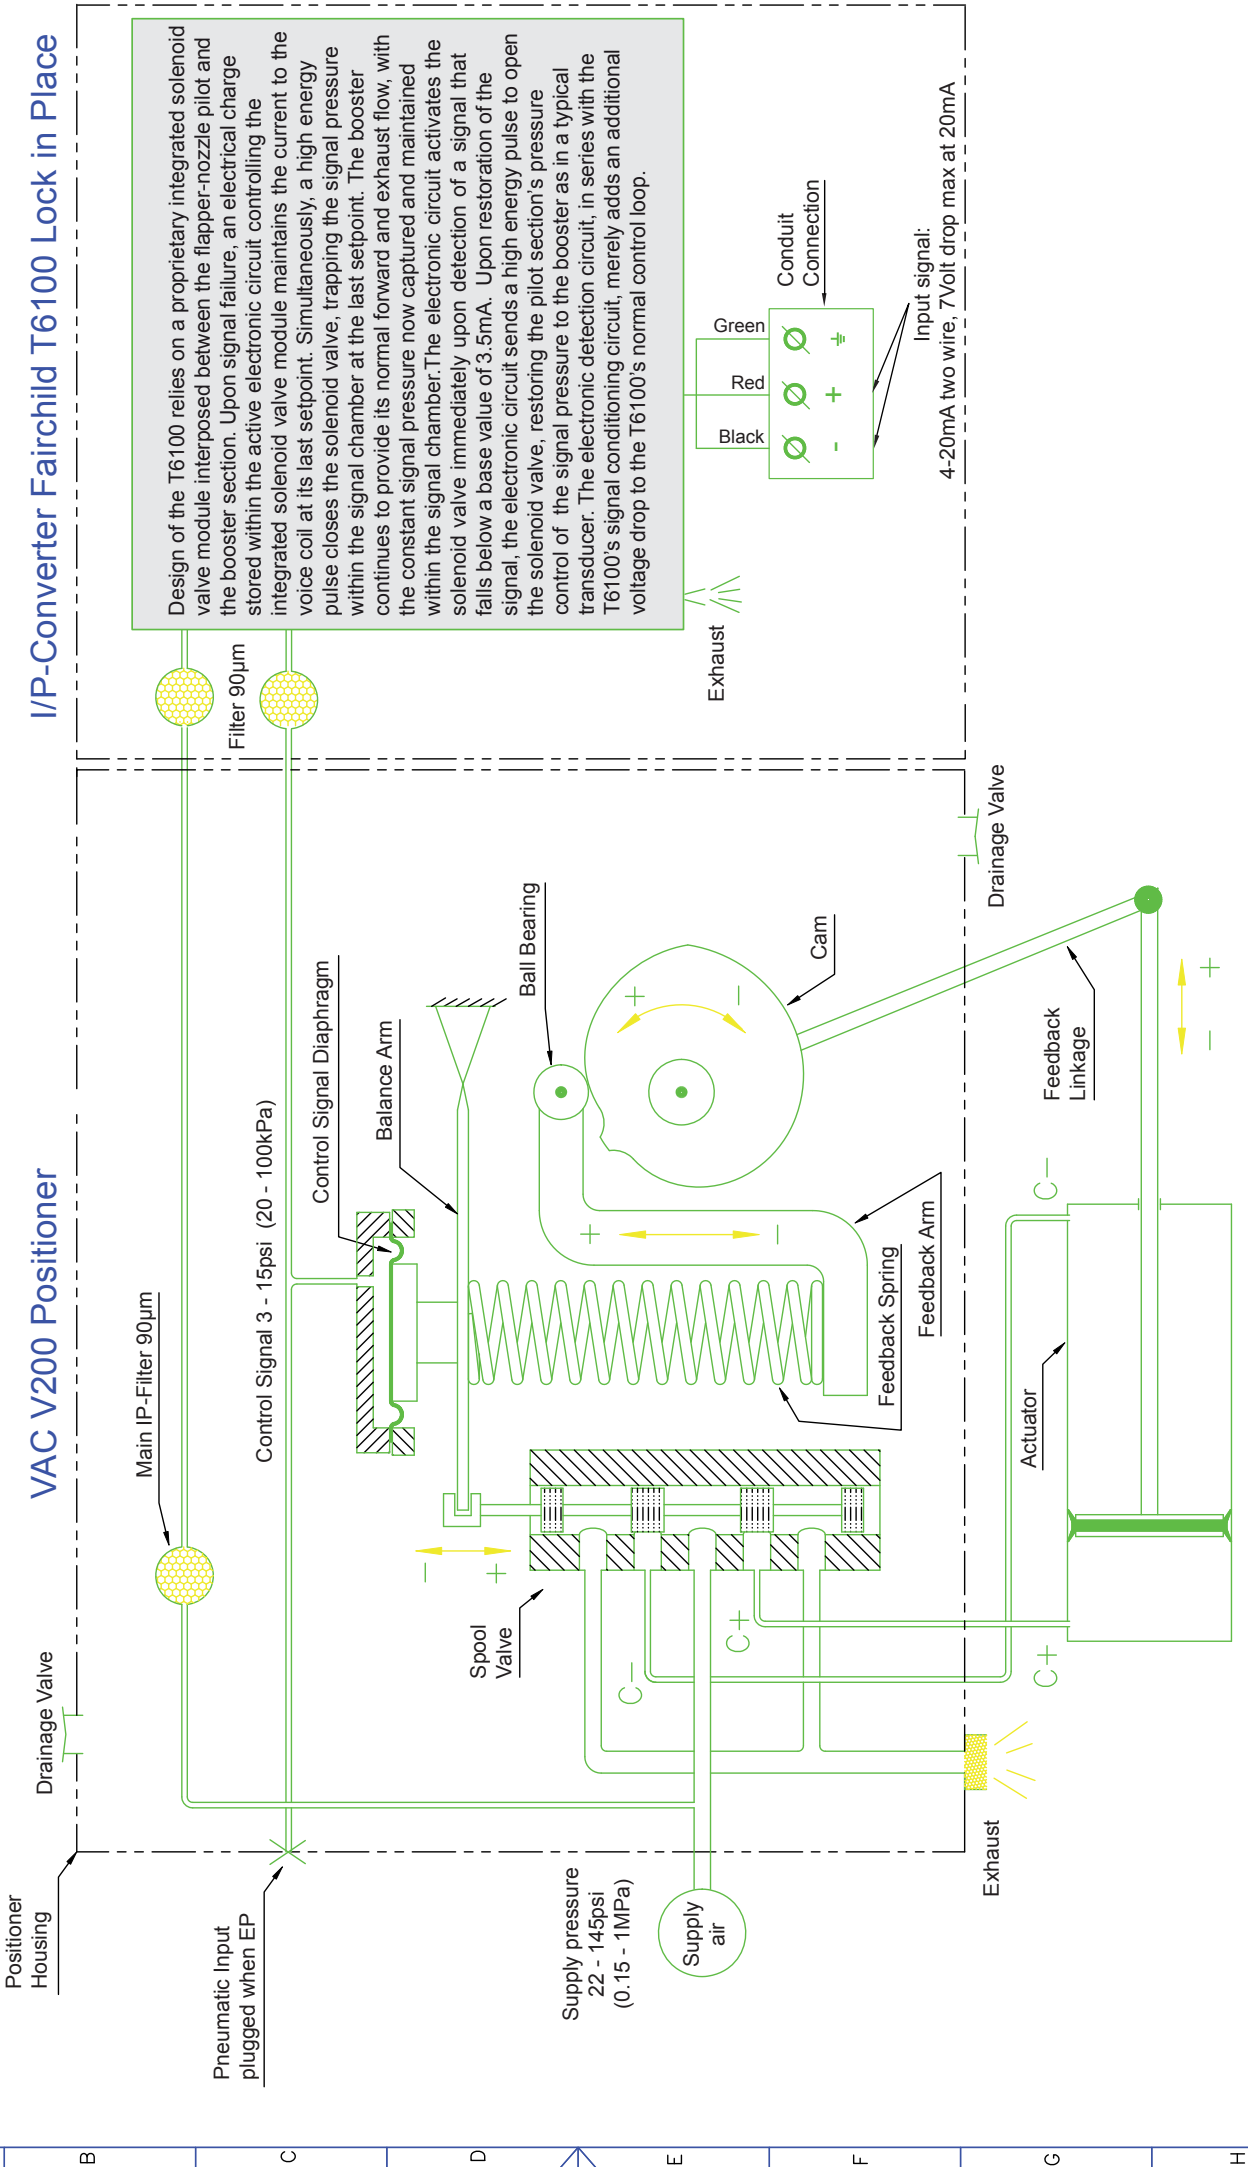 VAC V200 Positioner
I/P-Converter Fairchild T6100 Lock in Place
Positioner
Housing
Drainage Valve
Main IP-Filter 90µm
Pneumatic Input
plugged when EP
Control Signal 3 - 15psi (20 - 100kPa)
Control Signal Diaphragm
Balance Arm
Filter 90µm
Design of the T6100 relies on a proprietary integrated solenoid
valve module interposed between the flapper-nozzle pilot and
the booster section. Upon signal failure, an electrical charge
stored within the active electronic circuit controlling the
integrated solenoid valve module maintains the current to the
voice coil at its last setpoint. Simultaneously, a high energy
pulse closes the solenoid valve, trapping the signal pressure
within the signal chamber at the last setpoint. The booster
continues to provide its normal forward and exhaust flow, with
the constant signal pressure now captured and maintained
within the signal chamber.The electronic circuit activates the
solenoid valve immediately upon detection of a signal that
falls below a base value of 3.5mA. Upon restoration of the
signal, the electronic circuit sends a high energy pulse to open
the solenoid valve, restoring the pilot section's pressure
control of the signal pressure to the booster as in a typical
transducer. The electronic detection circuit, in series with the
T6100's signal conditioning circuit, merely adds an additional
voltage drop to the T6100's normal control loop.
Ball Bearing
+
-
Cam
Spool
Valve
-
+
+
-
C-
C+
Feedback Spring
Feedback Arm
Supply pressure
22 - 145psi
(0.15 - 1MPa)
Supply
air
Exhaust
Exhaust
Black
Red
Green
- +
Conduit
Connection
Input signal:
4-20mA two wire, 7Volt drop max at 20mA
Drainage Valve
Feedback
Linkage
Actuator
C+
C-
- +
B
C
D
E
F
G
H